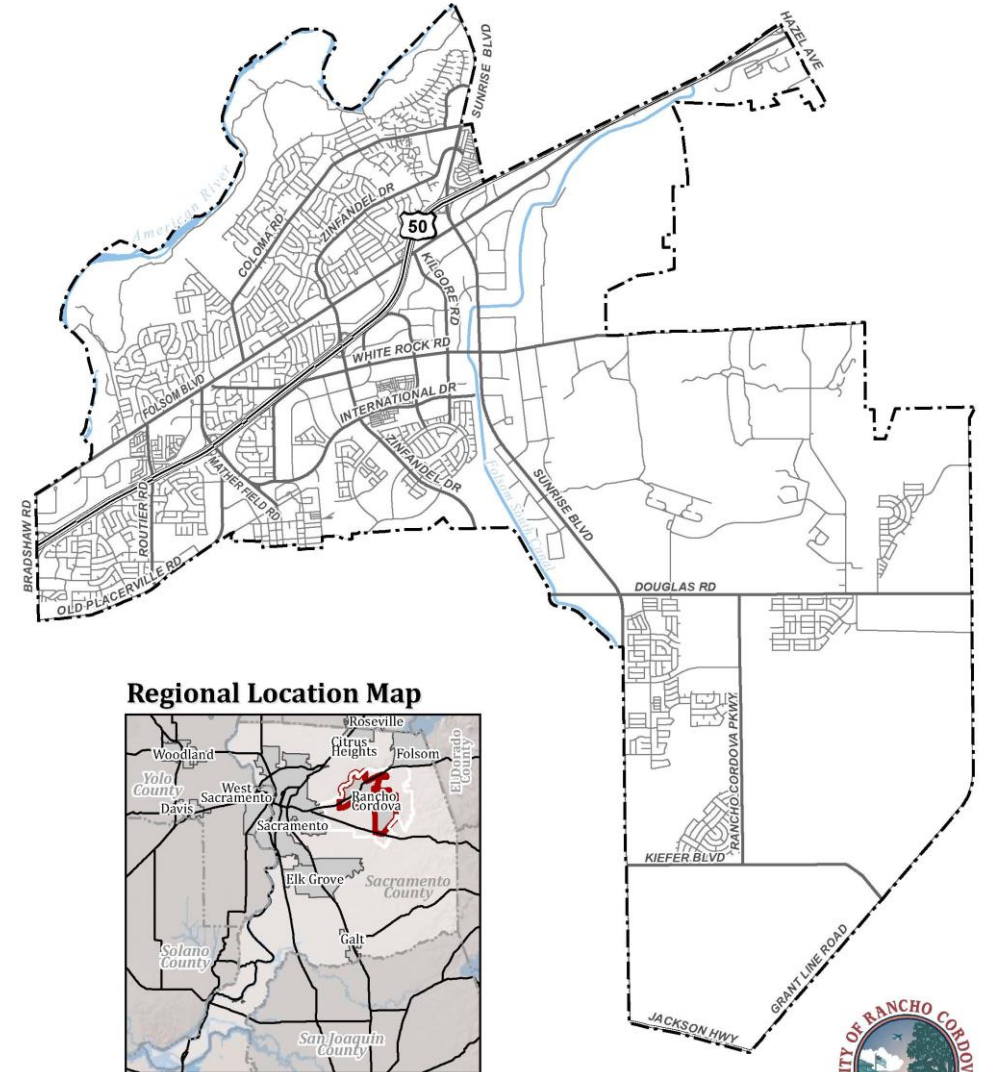 HAZEL AVE
SUNRISE BLVD
American River
COLOMA RD
ZINFANDEL DR
50
KILGORE RD
WHITE ROCK RD
FOLSOM BLVD
INTERNATIONAL DR
ZINFANDEL DR
MATHER FIELD RD
ROUTIER RD
BRADSHAW RD
OLD PLACERVILLE RD
Folsom South Canal
SUNRISE BLVD
DOUGLAS RD
RANCHO CORDOVA PKWY
KIEFER BLVD
GRANT LINE ROAD
JACKSON HWY
Regional Location Map
Roseville
Citrus
Heights
Woodland
Folsom
El Dorado
County
Yolo
County
West
Sacramento
Rancho
Cordova
Davis
Sacramento
Elk Grove
Sacramento
County
Galt
Solano
County
San Joaquin
County
CITY OF RANCHO CORDOV